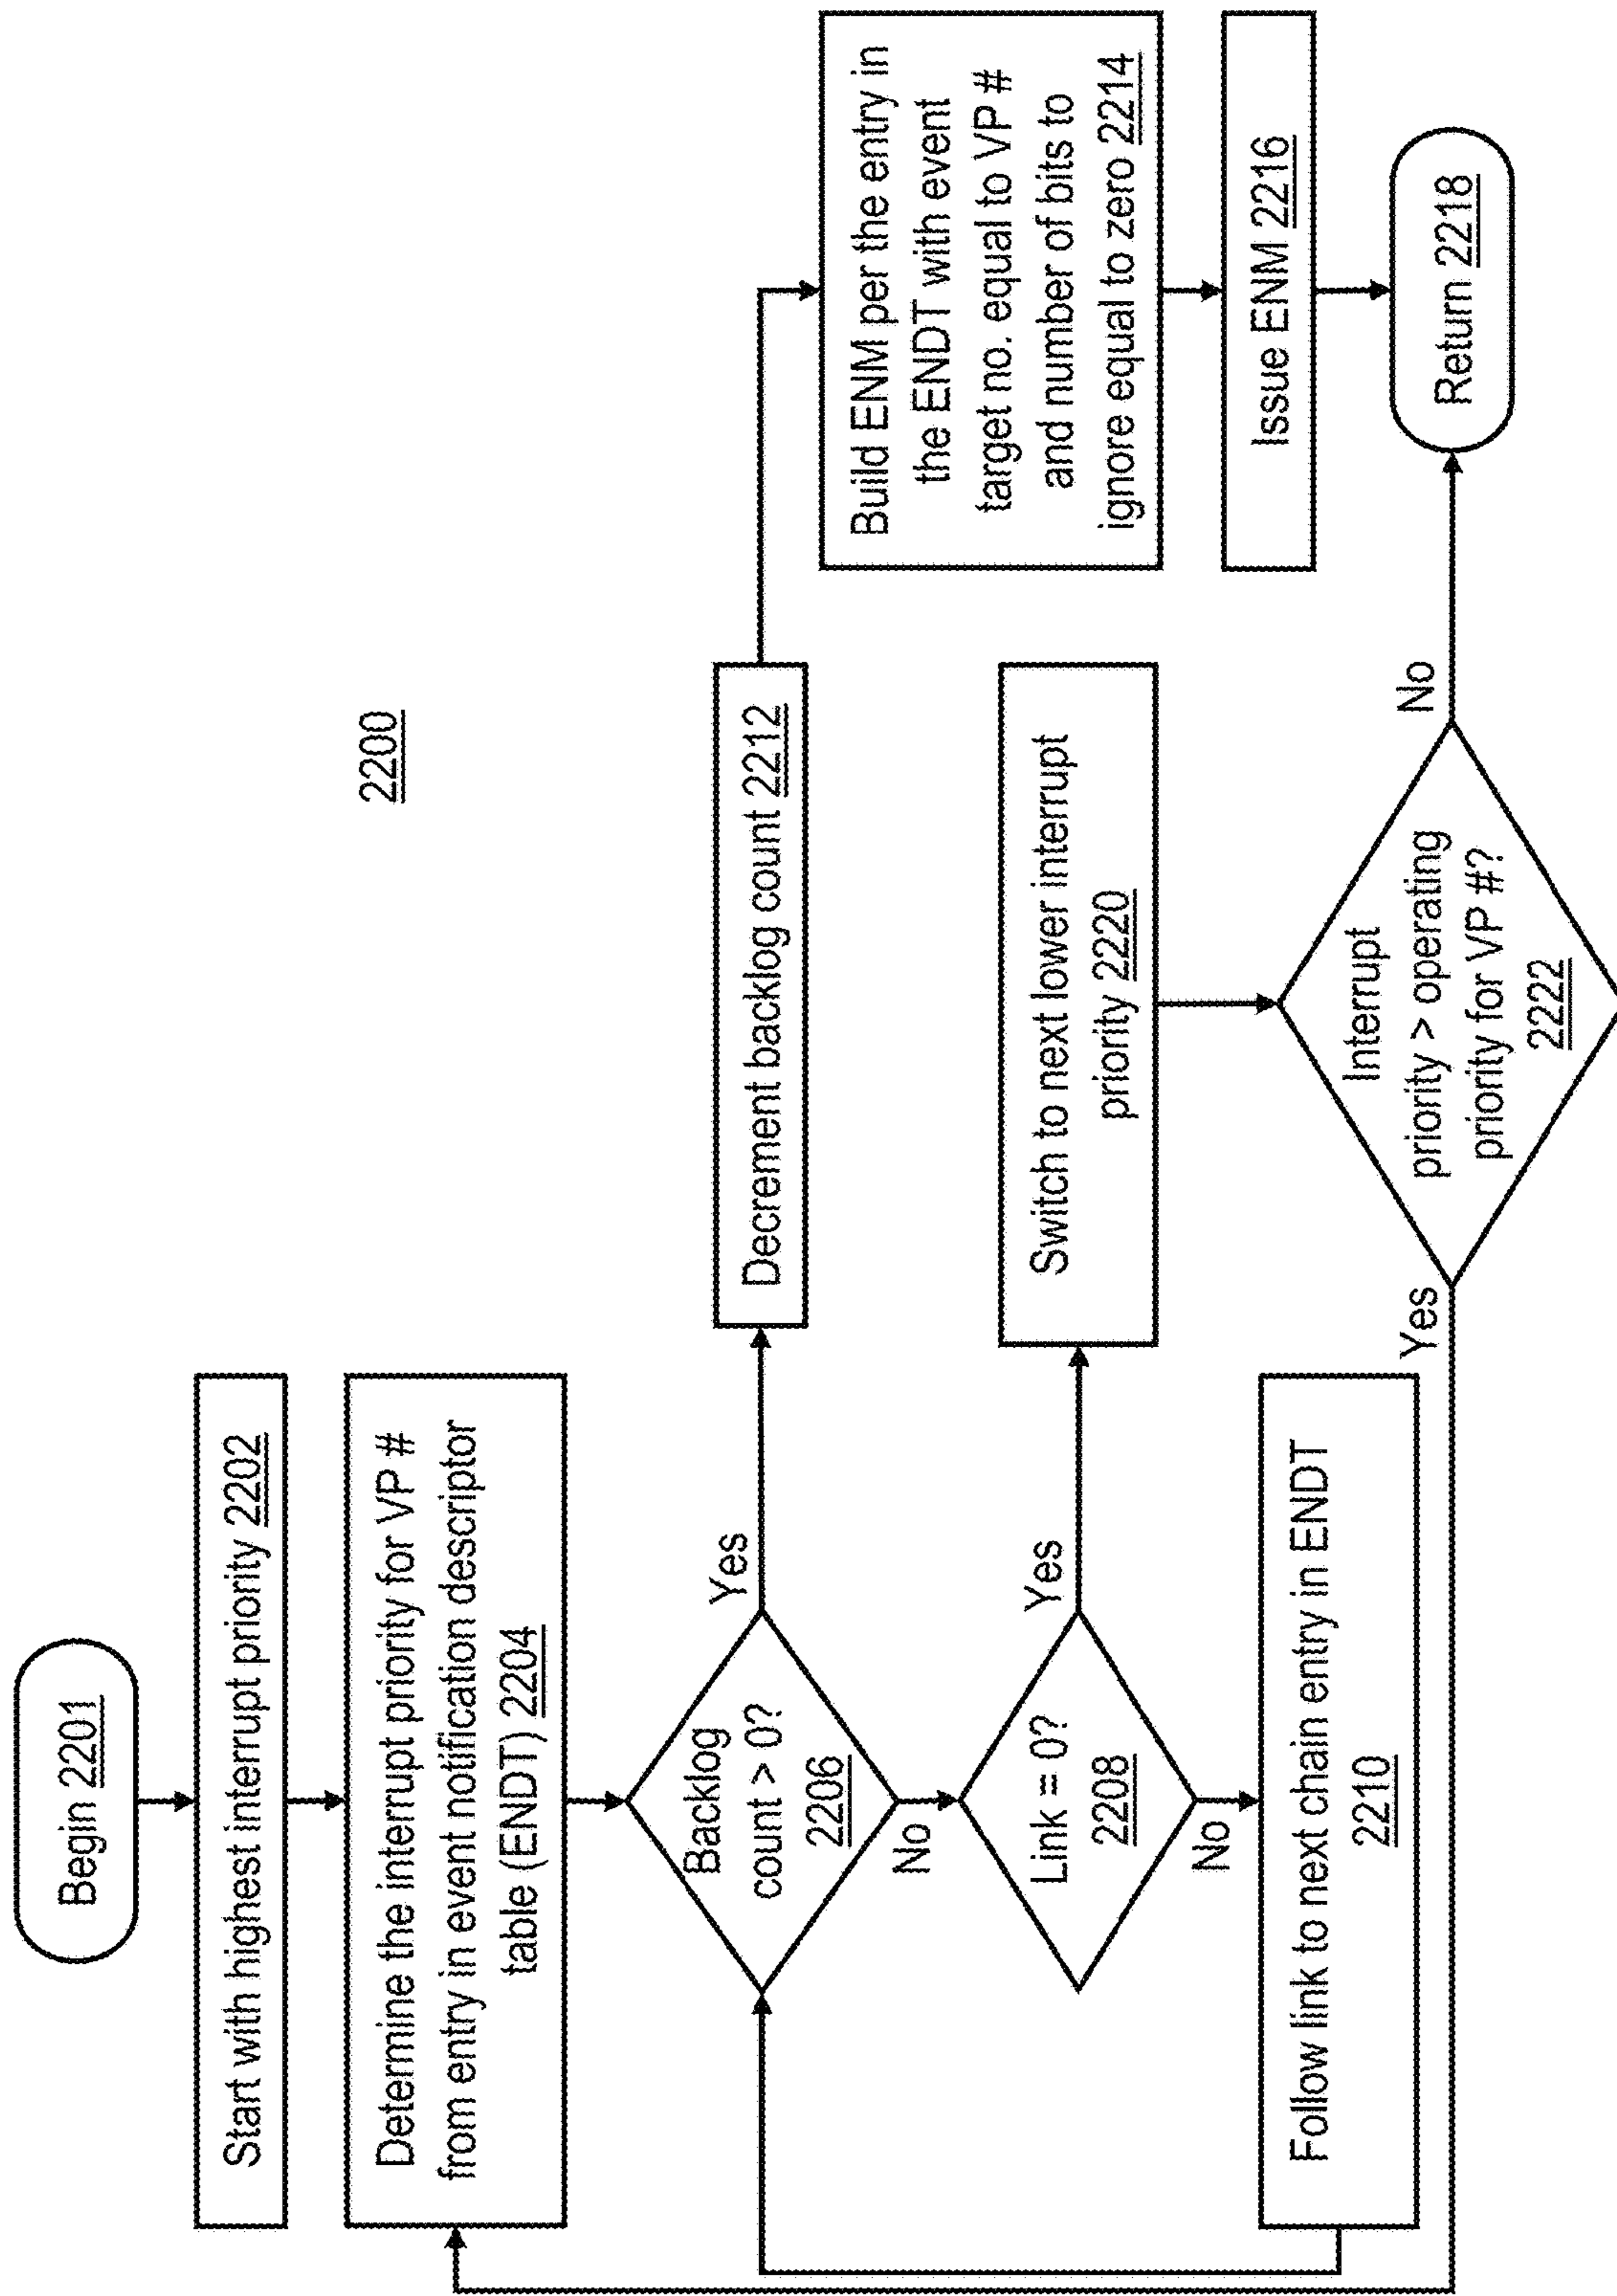 2200
Begin 2201
Start with highest interrupt priority 2202
Determine the interrupt priority for VP #
from entry in event notification descriptor
table (ENDT) 2204
Backlog
count > 0?
2206
Yes
No
Decrement backlog count 2212
Build ENM per the entry in
the ENDT with event
target no. equal to VP #
and number of bits to
ignore equal to zero 2214
Issue ENM 2216
Return 2218
Link = 0?
2208
Yes
No
Switch to next lower interrupt
priority 2220
Follow link to next chain entry in ENDT
2210
Interrupt
priority > operating
priority for VP #?
2222
Yes
No